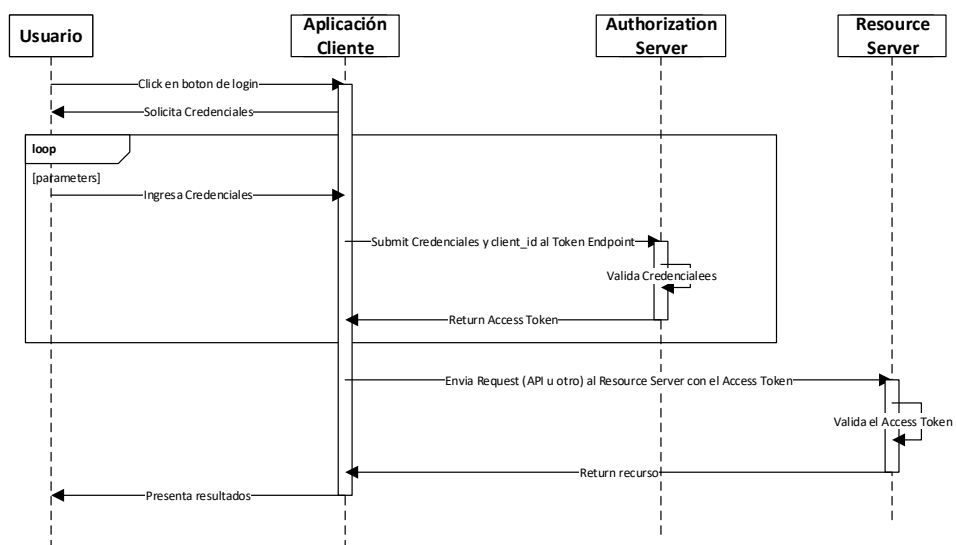 Usuario
Aplicación
Cliente
Authorization
Server
Resource
Server
Click en boton de login
Solicita Credenciales
loop
[parameters]
Ingresa Credenciales
Submit Credenciales y client_id al Token Endpoint
Valida Credencialees
Return Access Token
Envia Request (API u otro) al Resource Server con el Access Token
Valida el Access Token
Return recurso
Presenta resultados